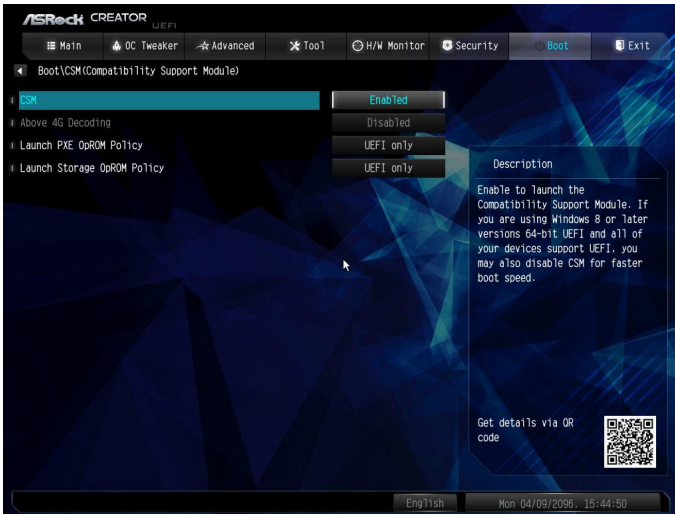 ASRock CREATOR UEFI
Main OC Tweaker Advanced Tool H/W Monitor Security Boot Exit
Boot\CSM(Compatibility Support Module)
CSM Enabled
Above 4G Decoding Disabled
Launch PXE OpROM Policy UEFI only
Launch Storage OpROM Policy UEFI only
Description
Enable to launch the
Compatibility Support Module. If
you are using Windows 8 or later
versions 64-bit UEFI and all of
your devices support UEFI, you
may also disable CSM for faster
boot speed.
Get details via QR
code
English Mon 04/09/2096, 15:44:50